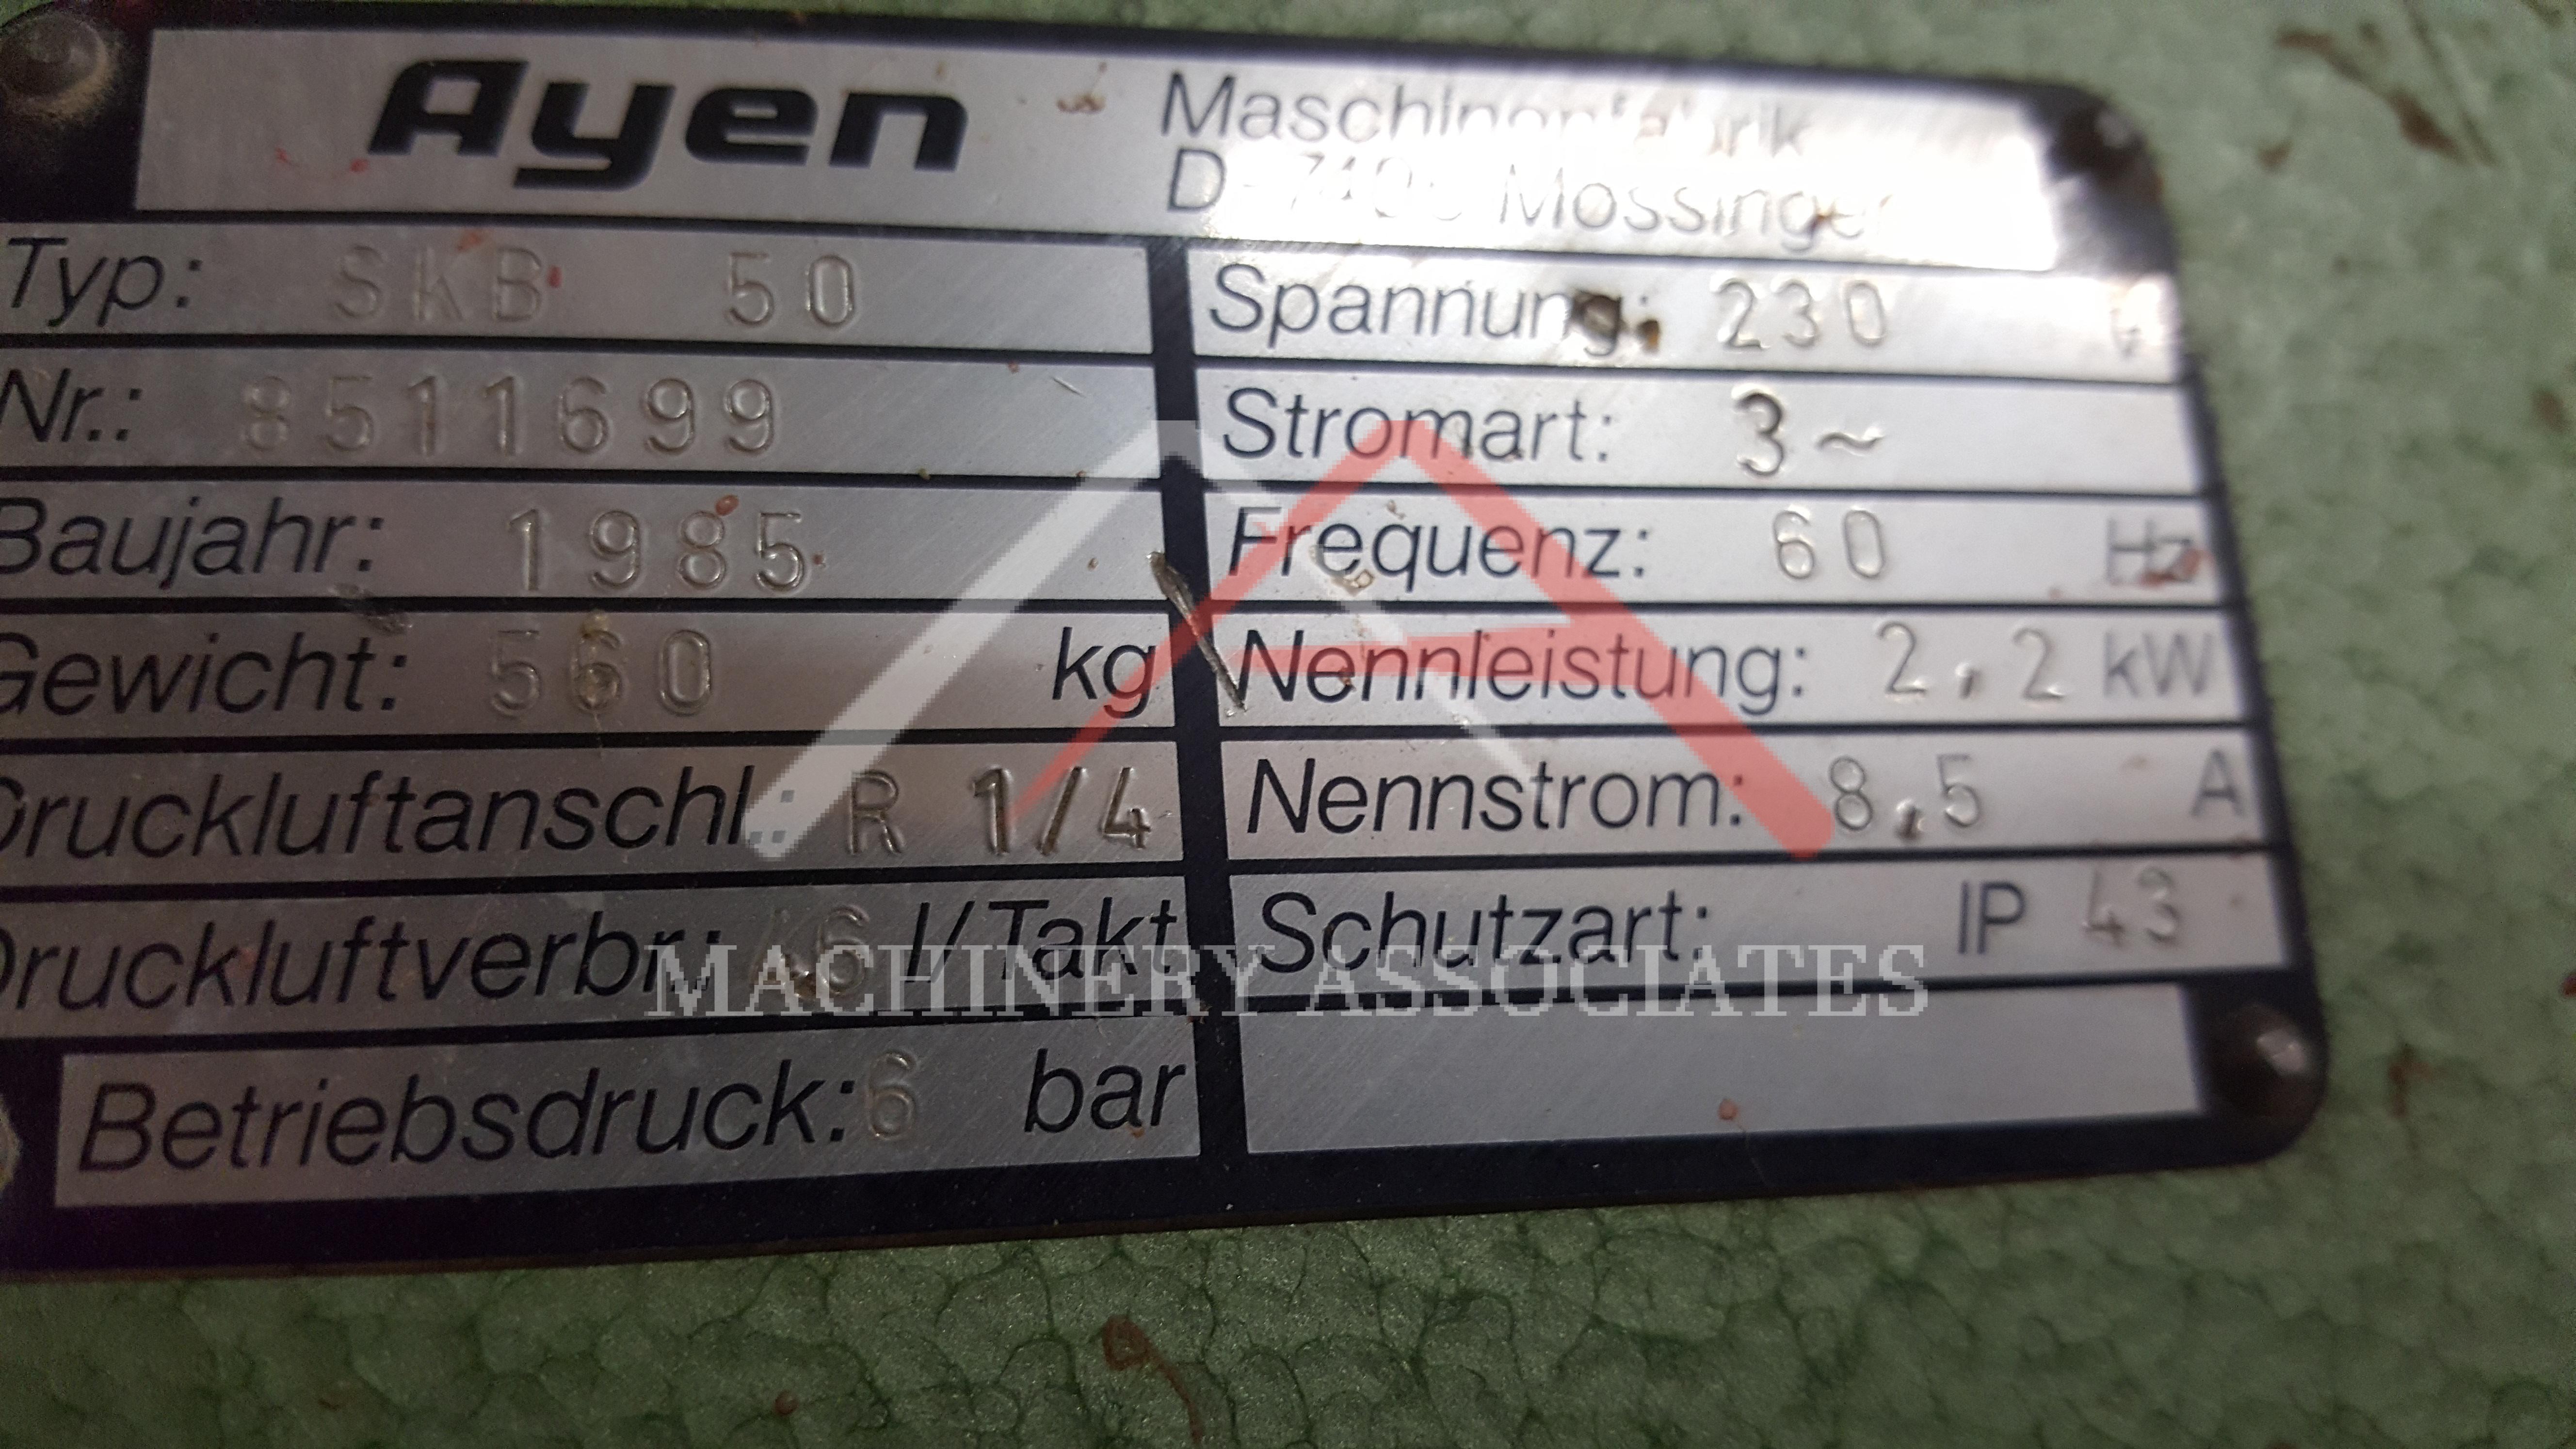 Ayen Maschinenfabrik
Mössingen
Typ: SKB 50
Nr.: 8511699
Baujahr: 1985
Gewicht: 560 kg
Druckluftanschl.: R 1/4
Druckluftverbr.: l/Takt
Betriebsdruck: 6 bar
Spannung: 230 V
Stromart: 3~
Frequenz: 60 Hz
Nennleistung: 2,2 kW
Nennstrom: 8,5 A
Schutzart: IP 43
MACHINERY ASSOCIATES